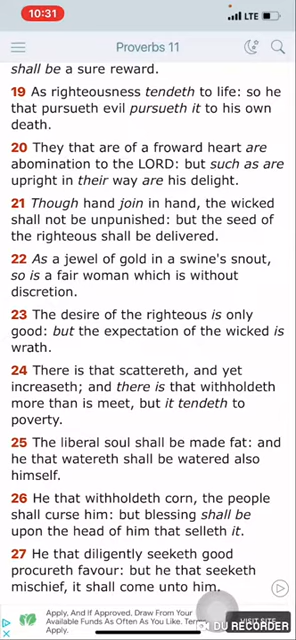 10:31
LTE
Proverbs 11
shall be a sure reward.
19 As righteousness tendeth to life: so he
that pursueth evil pursueth it to his own
death.
20 They that are of a froward heart are
abomination to the LORD: but such as are
upright in their way are his delight.
21 Though hand join in hand, the wicked
shall not be unpunished: but the seed of
the righteous shall be delivered.
22 As a jewel of gold in a swine's snout,
so is a fair woman which is without
discretion.
23 The desire of the righteous is only
good: but the expectation of the wicked is
wrath.
24 There is that scattereth, and yet
increaseth; and there is that withholdeth
more than is meet, but it tendeth to
poverty.
25 The liberal soul shall be made fat: and
he that watereth shall be watered also
himself.
26 He that withholdeth corn, the people
shall curse him: but blessing shall be
upon the head of him that selleth it.
27 He that diligently seeketh good
procureth favour: but he that seeketh
mischief, it shall come unto him.
Apply, And If Approved, Draw From Your
Available Funds As Often As You Like. Terms
Apply.
VISIT SITE
DU RECORDER